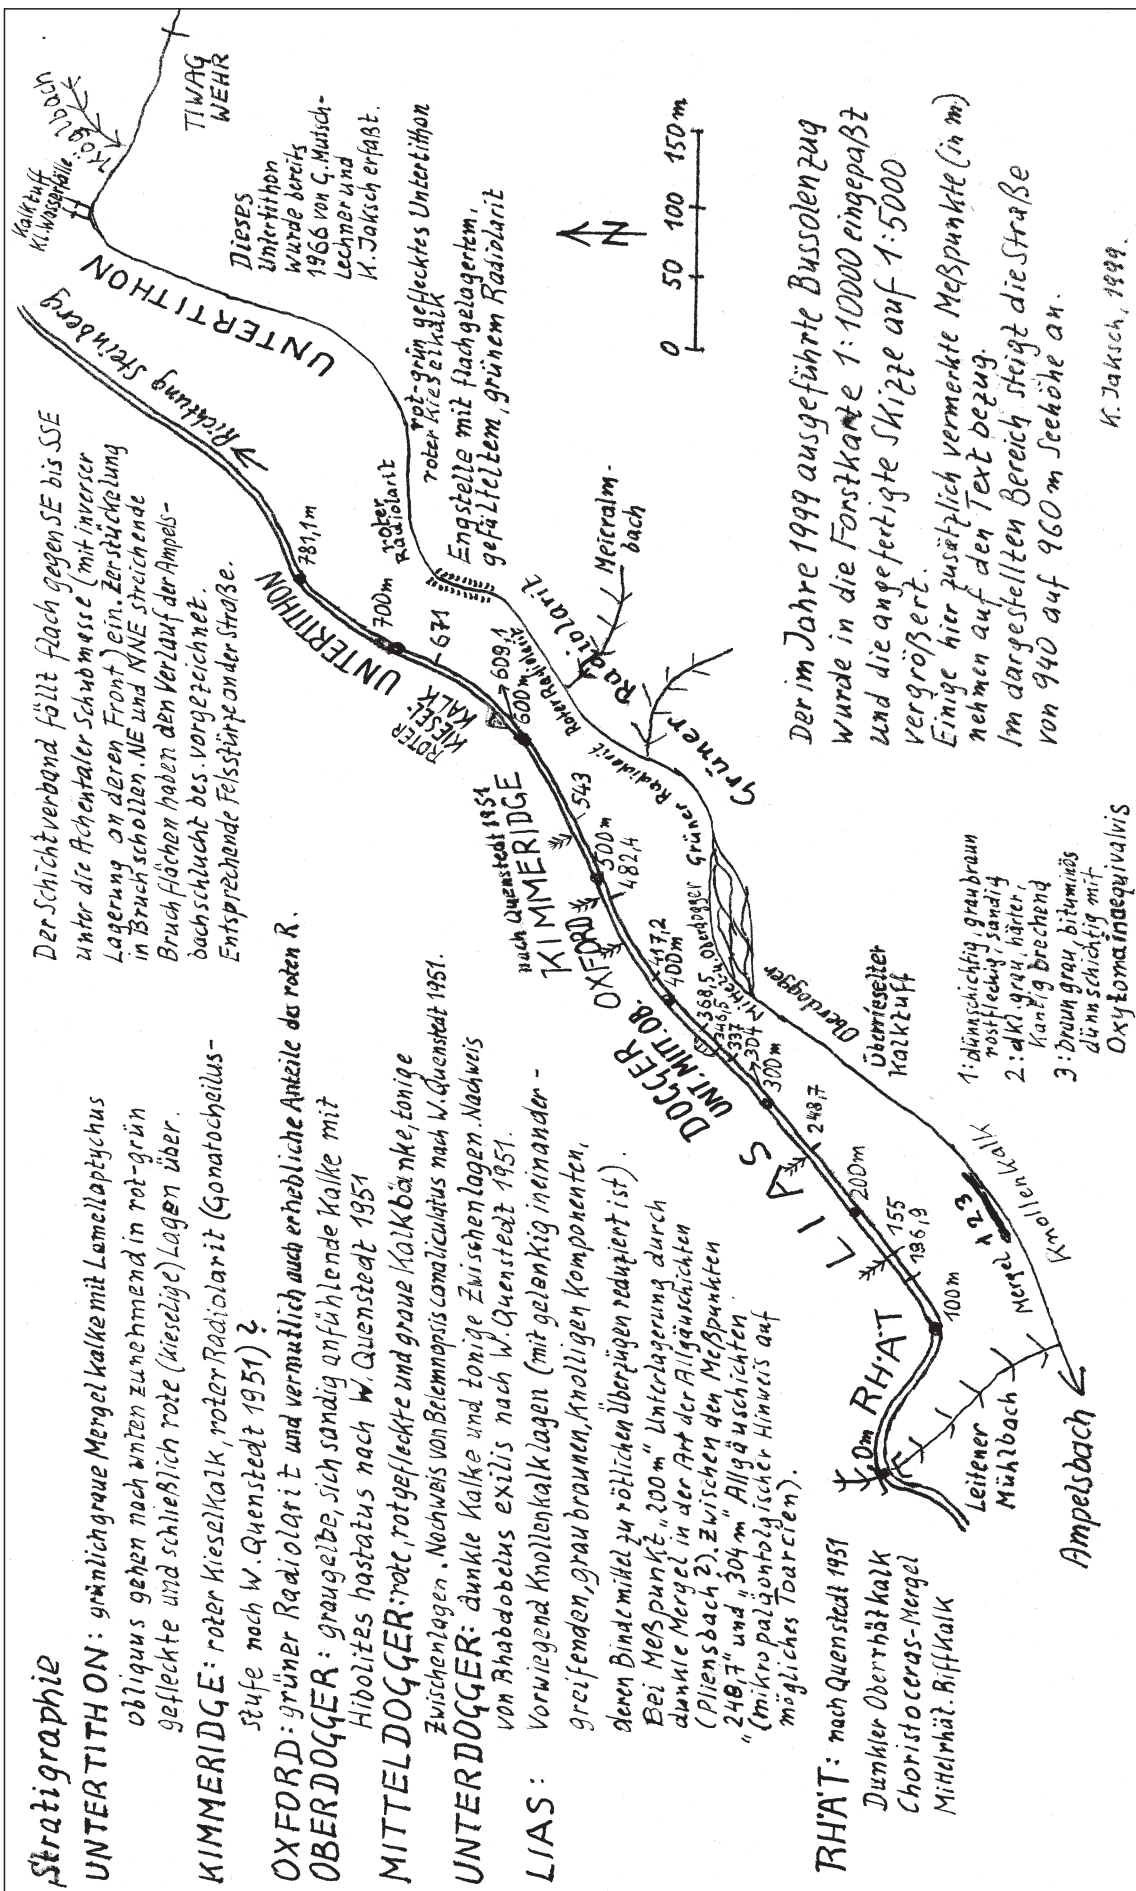 Stratigraphie
UNTERTITHON: grünlichgraue Mergelkalke mit Lamellaptychus
obliquus gehen nach unten zunehmend in rot-grün
gefleckte und schließlich rote (kieselige) Lagen über.
KIMMERIDGE: roter Kieselkalk, roter Radiolarit (Gonatocheilus-
stufe nach W. Quenstedt 1951) ?
OXFORD: grüner Radiolarit und vermutlich auch erhebliche Anteile des roten R.
OBERDOGGER: graugelbe, sich sandig anfühlende Kalke mit
Hibolites hastatus nach W. Quenstedt 1951
MITTELDOGGER: rote, rotgefleckte und graue Kalkbänke, tonige
Zwischenlagen. Nachweis von Belemnopsis canaliculatus nach W. Quenstedt 1951.
UNTERDOGGER: dunkle Kalke und tonige Zwischenlagen. Nachweis
von Rhabdobelus exilis nach W. Quenstedt 1951.
LIAS:
Vorwiegend Knollenkalklagen (mit gelenkig ineinander-
greifenden, graubraunen, knolligen Komponenten,
deren Bindemittel zu rötlichen Überzügen reduziert ist).
Bei Meßpunkt „200m" Unterlagerung durch
dunkle Mergel in der Art der Allgäuschichten
(Pliensbach ?). Zwischen den Meßpunkten
„248,7" und „304m" Allgäuschichten
(mikropaläontologischer Hinweis auf
mögliches Toarcien).
RHÄT: nach Quenstedt 1951
Dunkler Oberrhätkalk
Choristoceras-Mergel
Mittelrhät. Riffkalk
Der Schichtverband fällt flach gegen SE bis SSE
unter die Achentaler Schubmasse (mit inverser
Lagerung an deren Front) ein. Zerstückelung
in Bruchschollen. NE und NNE streichende
Bruchflächen haben den Verlauf der Ampels-
bachschlucht bes. vorgezeichnet.
Entsprechende Felsstürze an der Straße.
Kalktuff
Kl. Wasserfälle
Köglbach
TIWAG
WEHR
Richtung Steinberg
UNTERTITHON
Dieses
Untertithon
wurde bereits
1966 von G. Mutsch-
lechner und
K. Jaksch erfaßt.
781,1m
UNTERTITHON
700m
671
roter
Radiolarit
rot-grün geflecktes Untertithon
roter Kieselkalk
Engstelle mit flachgelagertem,
gefälteltem, grünem Radiolarit
ROTER
KIESEL-
KALK
609,1
600m
Roter Radiolarit
Meieralm-
bach
nach Quenstedt 1951
KIMMERIDGE
543
500m
482,4
Grüner Radiolarit
Grüner Radiolarit
OXFORD
417,2
400m
DOGGER
UNT. MITT. OB.
368,5
346,5
337
304
300m
Mittel- u. Oberdogger
Oberdogger
Überrieselter
Kalktuff
LIAS
248,7
200m
155
136,9
100m
RHÄT
0m
Mergel 1 2 3
Knollenkalk
Leitener
Mühlbach
Ampelsbach
1: dünnschichtig, graubraun
rostfleckig, sandig
2: dkl. grau, härter,
kantig brechend
3: braungrau, bituminös
dünnschichtig mit
Oxytoma inaequivalvis
N
0 50 100 150m
Der im Jahre 1999 ausgeführte Bussolenzug
wurde in die Forstkarte 1:10000 eingepaßt
und die angefertigte Skizze auf 1:5000
vergrößert.
Einige hier zusätzlich vermerkte Meßpunkte (in m)
nehmen auf den Text bezug.
Im dargestellten Bereich steigt die Straße
von 940 auf 960m Seehöhe an.
K. Jaksch, 1999.